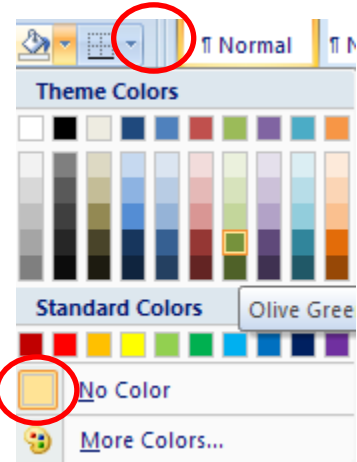 ¶ Normal ¶ N
Theme Colors
Standard Colors
Olive Gree
No Color
More Colors...